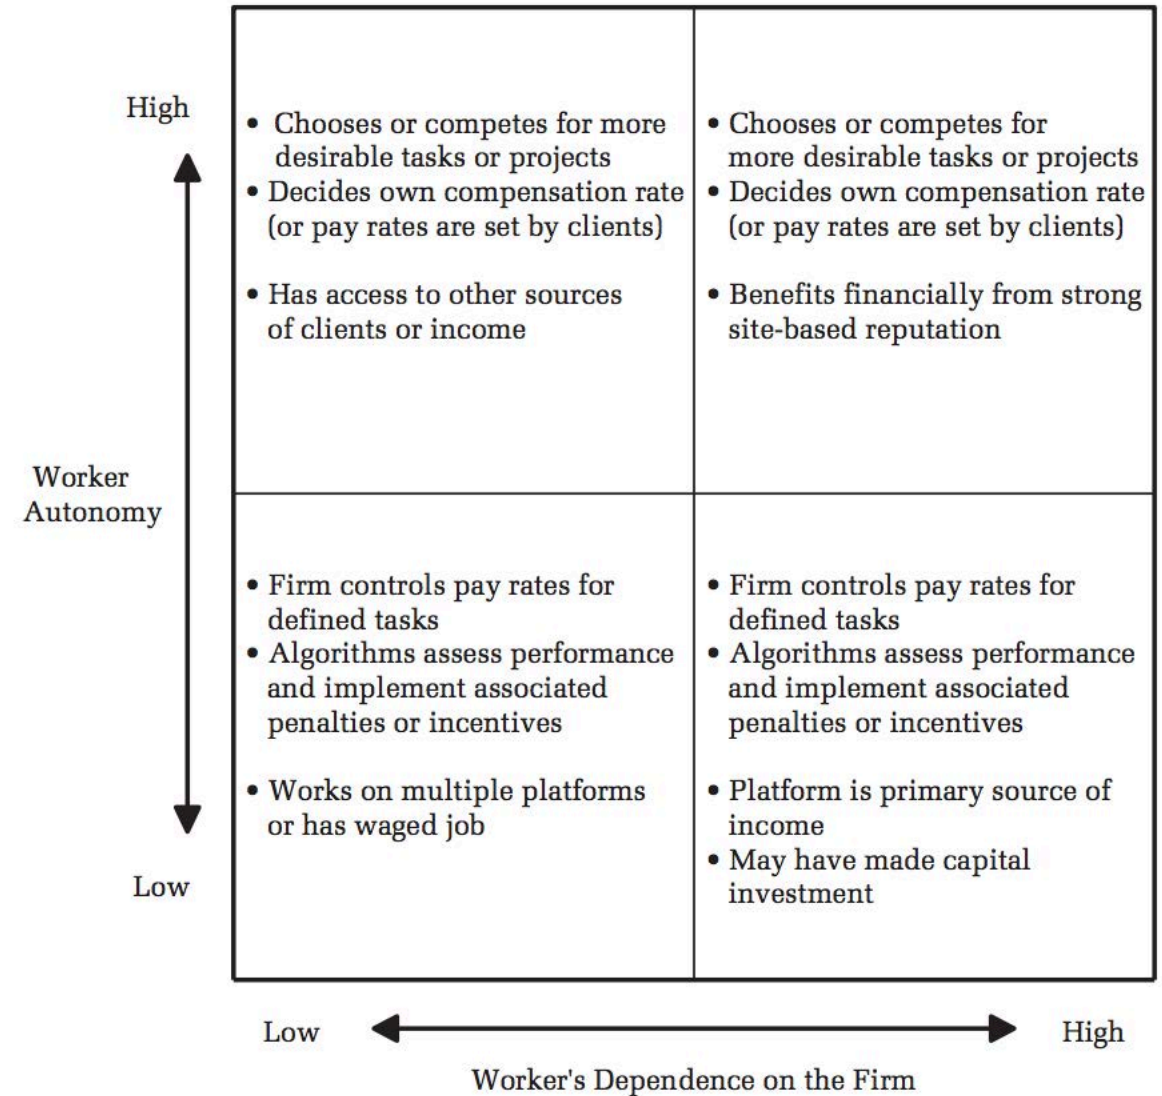 High
• Chooses or competes for more
desirable tasks or projects
• Decides own compensation rate
(or pay rates are set by clients)
• Has access to other sources
of clients or income
• Chooses or competes for
more desirable tasks or projects
• Decides own compensation rate
(or pay rates are set by clients)
• Benefits financially from strong
site-based reputation
Worker
Autonomy
• Firm controls pay rates for
defined tasks
• Algorithms assess performance
and implement associated
penalties or incentives
• Works on multiple platforms
or has waged job
• Firm controls pay rates for
defined tasks
• Algorithms assess performance
and implement associated
penalties or incentives
• Platform is primary source of
income
• May have made capital
investment
Low
Low
High
Worker's Dependence on the Firm